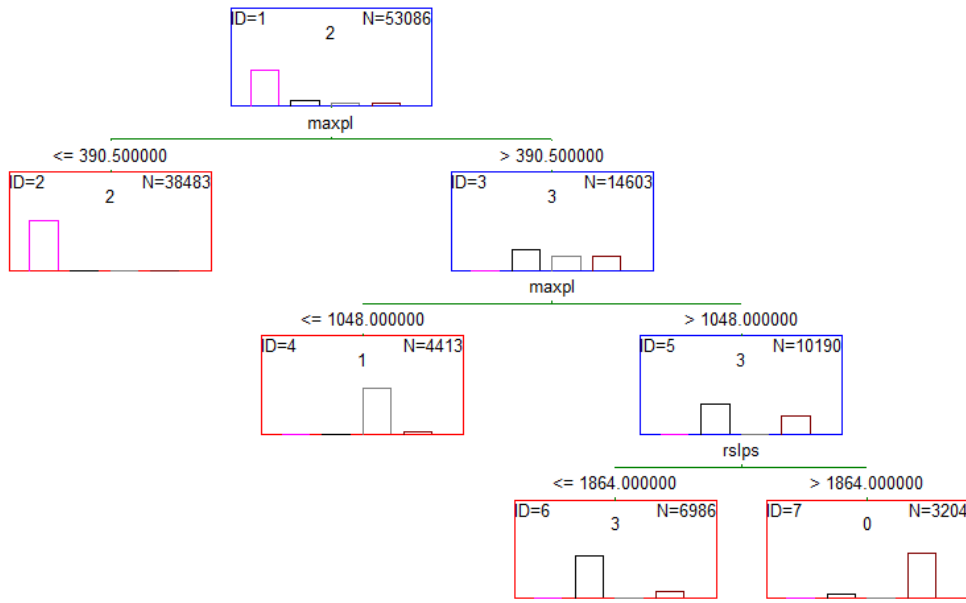 ID=1 N=53086
2
maxpl
<= 390.500000 > 390.500000
ID=2 N=38483 ID=3 N=14603
2 3
maxpl
<= 1048.000000 > 1048.000000
ID=4 N=4413 ID=5 N=10190
1 3
rslps
<= 1864.000000 > 1864.000000
ID=6 N=6986 ID=7 N=3204
3 0